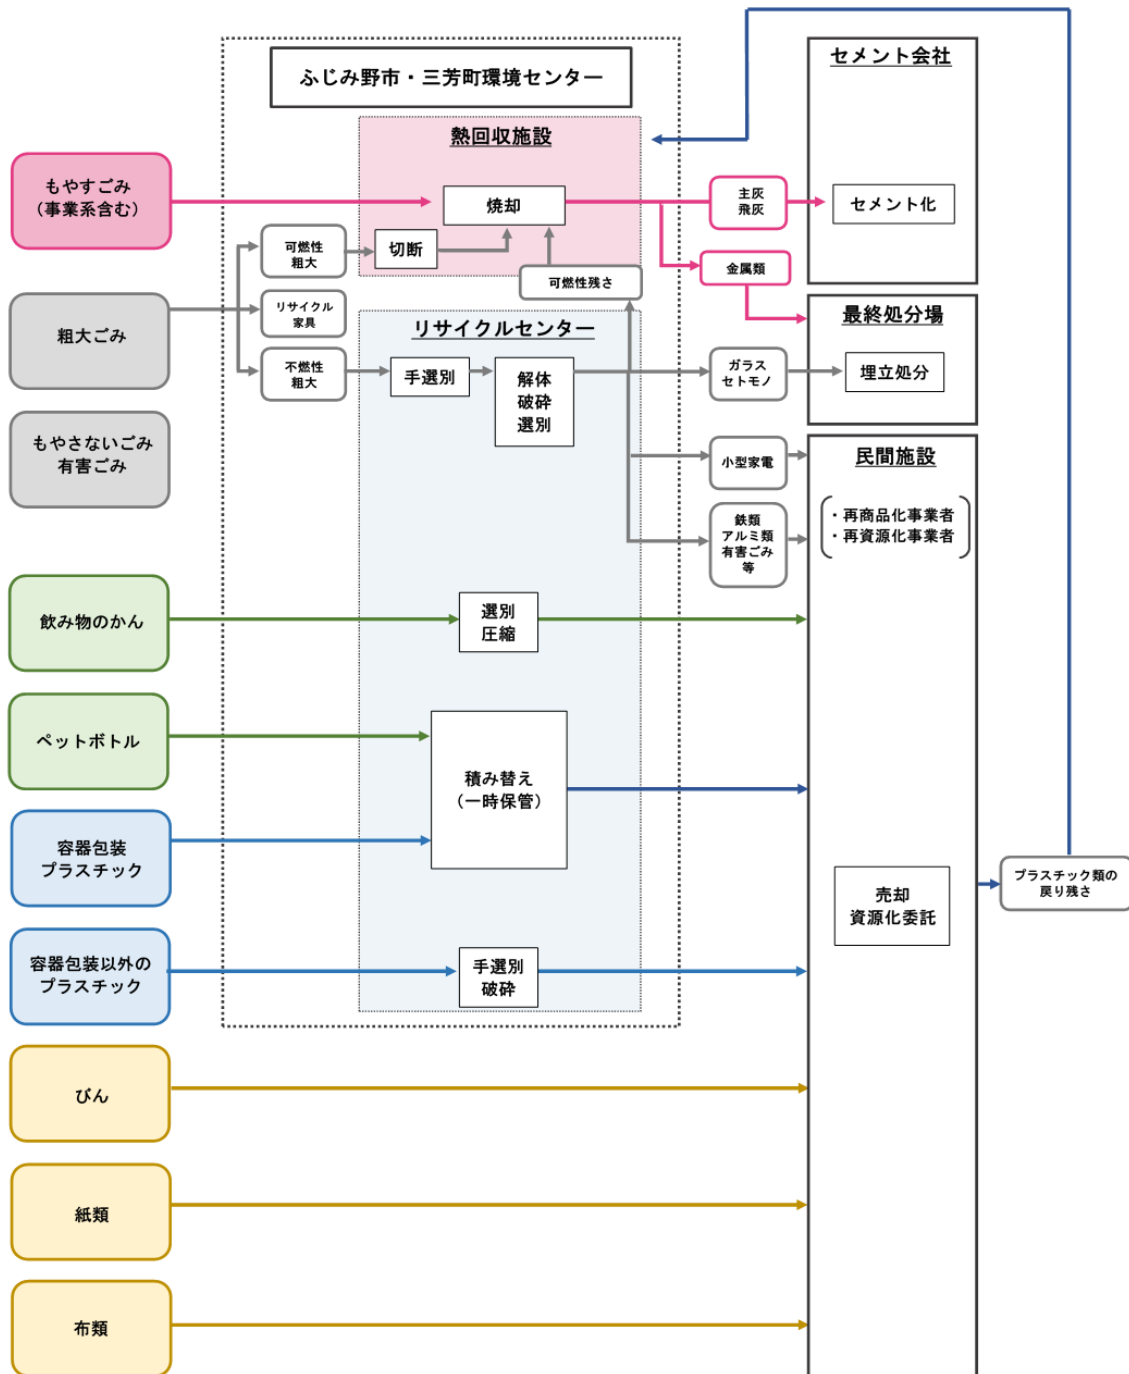 ふじみ野市・三芳町環境センター
セメント会社
熱回収施設
もやすごみ
（事業系含む）
焼却
主灰
飛灰
セメント化
可燃性
粗大
切断
可燃性残さ
金属類
リサイクル
家具
粗大ごみ
リサイクルセンター
最終処分場
不燃性
粗大
手選別
解体
破砕
選別
ガラス
セトモノ
埋立処分
もやさないごみ
有害ごみ
小型家電
民間施設
・再商品化事業者
・再資源化事業者
鉄類
アルミ類
有害ごみ
等
飲み物のかん
選別
圧縮
ペットボトル
積み替え
（一時保管）
容器包装
プラスチック
売却
資源化委託
プラスチック類の
戻り残さ
容器包装以外の
プラスチック
手選別
破砕
びん
紙類
布類